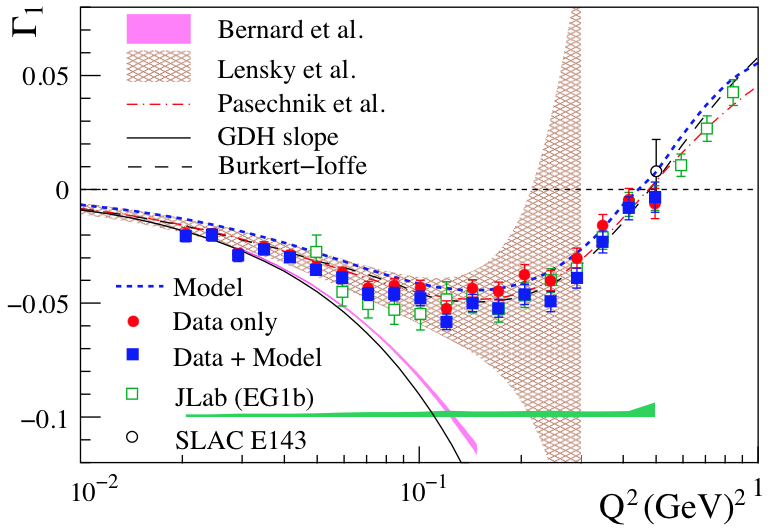 Γ₁
Bernard et al.
Lensky et al.
Pasechnik et al.
GDH slope
Burkert−Ioffe
0.05
0
−0.05
−0.1
Model
Data only
Data + Model
JLab (EG1b)
SLAC E143
10⁻² 10⁻¹ 1
Q² (GeV)²